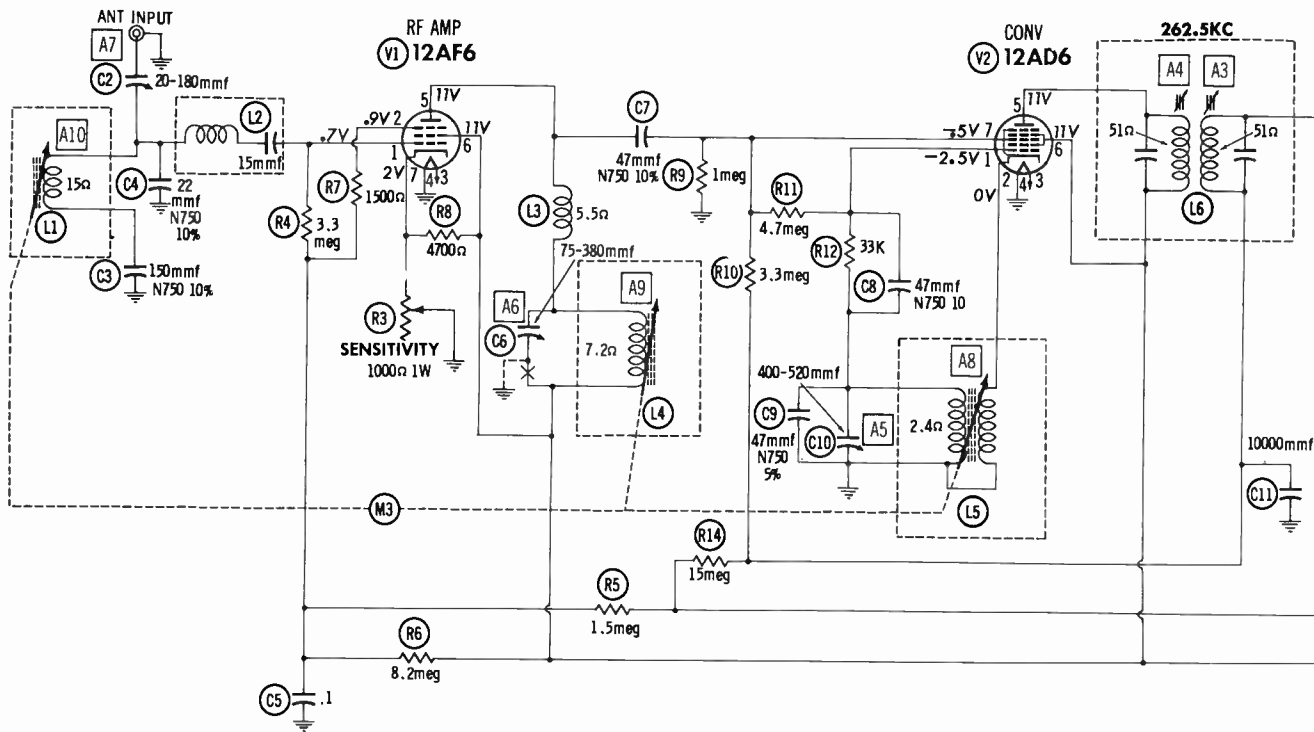 ANT INPUT
A7
C2
20-180mmf
RF AMP
V1 12AF6
5 11V
.9V 2
.7V
1
11V
6
2V 7
4 3
A10
15Ω
L1
C4
22
mmf
N750
10%
C3
150mmf
N750 10%
L2
15mmf
R7
1500Ω
R4
3.3
meg
R8
4700Ω
R3
SENSITIVITY
1000Ω 1W
L3
5.5Ω
75-380mmf
A6
C6
A9
7.2Ω
L4
C7
47mmf
N750 10%
R9
1meg
CONV
V2 12AD6
5 11V
-.5V 7
-2.5V 1
11V
6
2
4 3
0V
R11
4.7meg
R10
3.3meg
R12
33K
C8
47mmf
N750 10
400-520mmf
C9
47mmf
N750
5%
C10
A5
A8
2.4Ω
L5
262.5KC
A4
A3
51Ω
51Ω
L6
10000mmf
C11
M3
R14
15meg
R5
1.5meg
R6
8.2meg
C5
.1